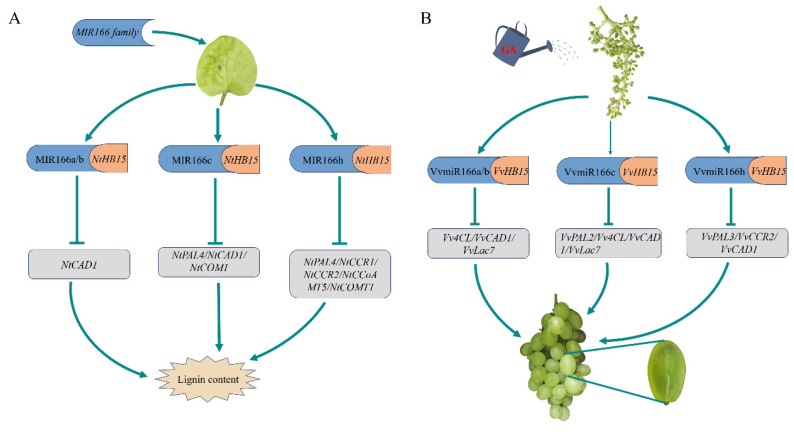 A
MIR166 family
MIR166a/b
NtHB15
MIR166c
NtHB15
MIR166h
NtHB15
NtCAD1
NtPAL4/NtCAD1/
NtCOM1
NtPAL4/NtCCR1/
NtCCR2/NtCCoA
MT5/NtCOMT1
Lignin content
B
GA
VvmiR166a/b
VvHB15
VvmiR166c
VvHB15
VvmiR166h
VvHB15
Vv4CL/VvCAD1/
VvLac7
VvPAL2/Vv4CL/VvCAD
1/VvLac7
VvPAL3/VvCCR2/
VvCAD1